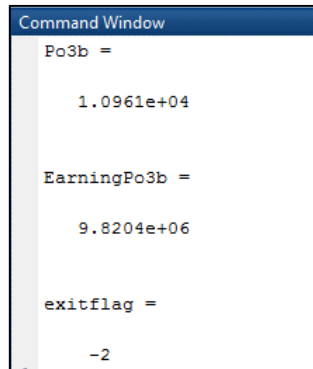 Command Window
Po3b =
1.0961e+04
EarningPo3b =
9.8204e+06
exitflag =
-2